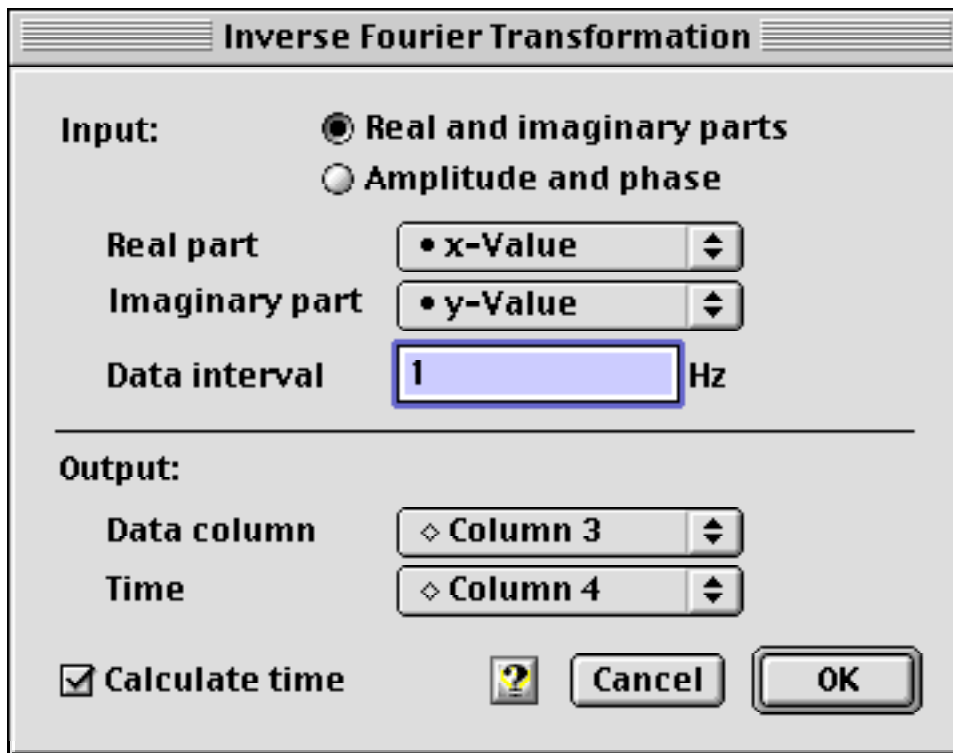 Inverse Fourier Transformation
Input: Real and imaginary parts
Amplitude and phase
Real part • x-Value
Imaginary part • y-Value
Data interval 1 Hz
Output:
Data column ◇ Column 3
Time ◇ Column 4
Calculate time ? Cancel OK